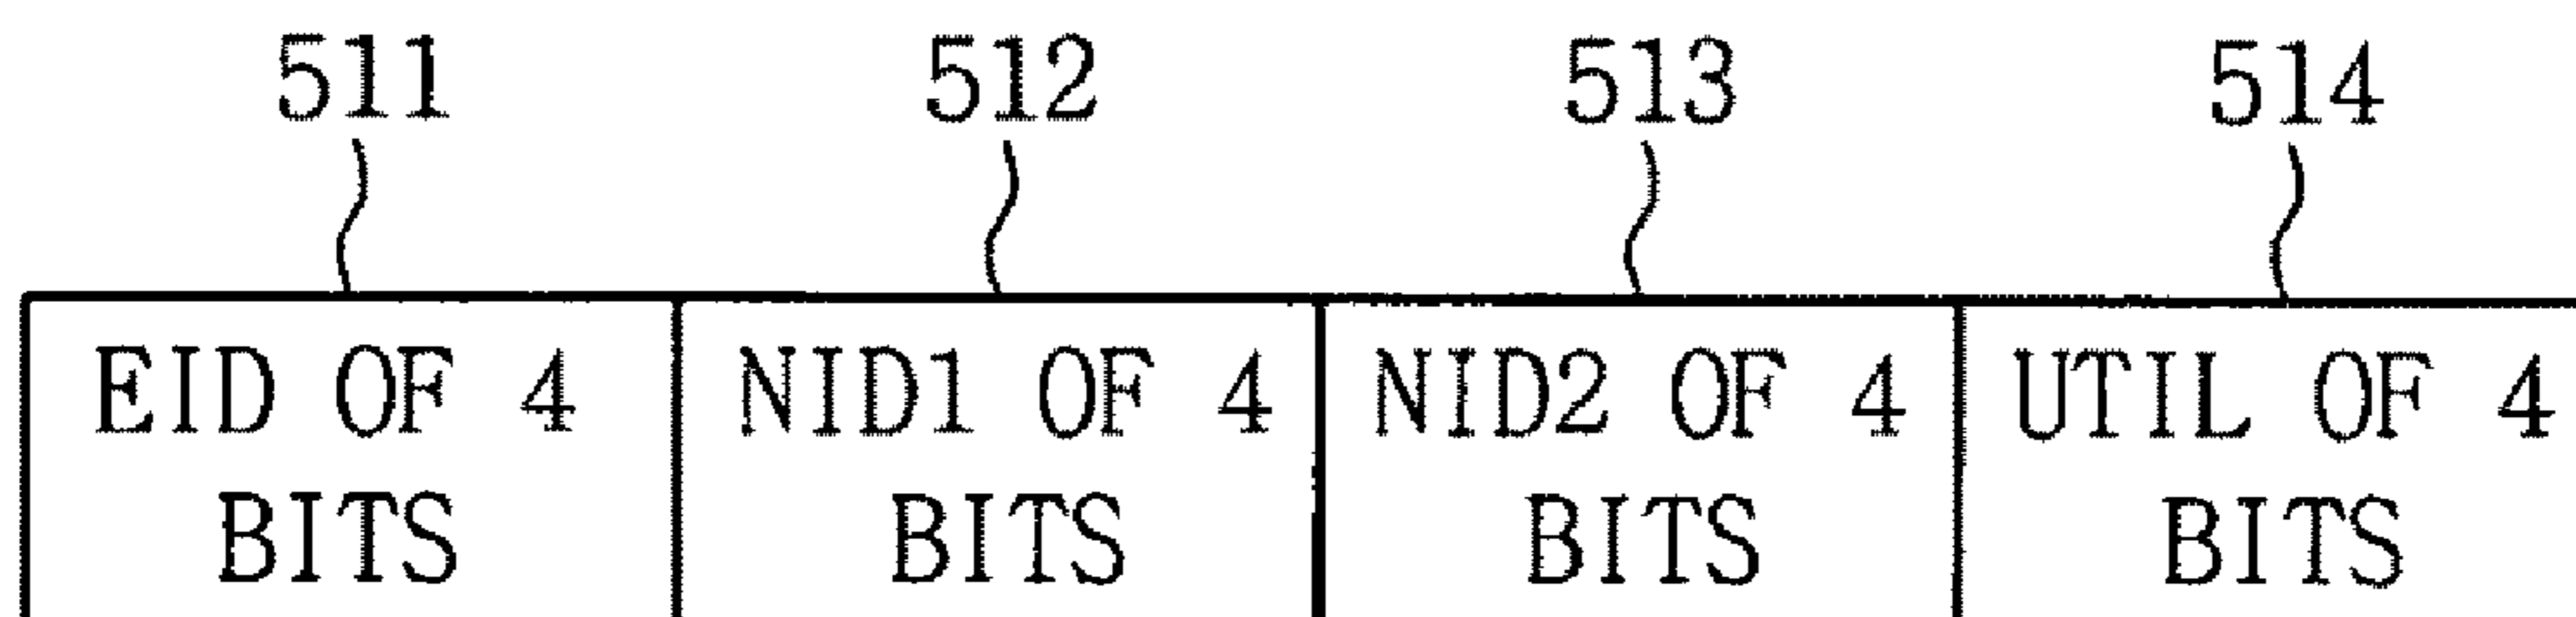 511 512 513 514
EID OF 4 NID1 OF 4 NID2 OF 4 UTIL OF 4
BITS BITS BITS BITS